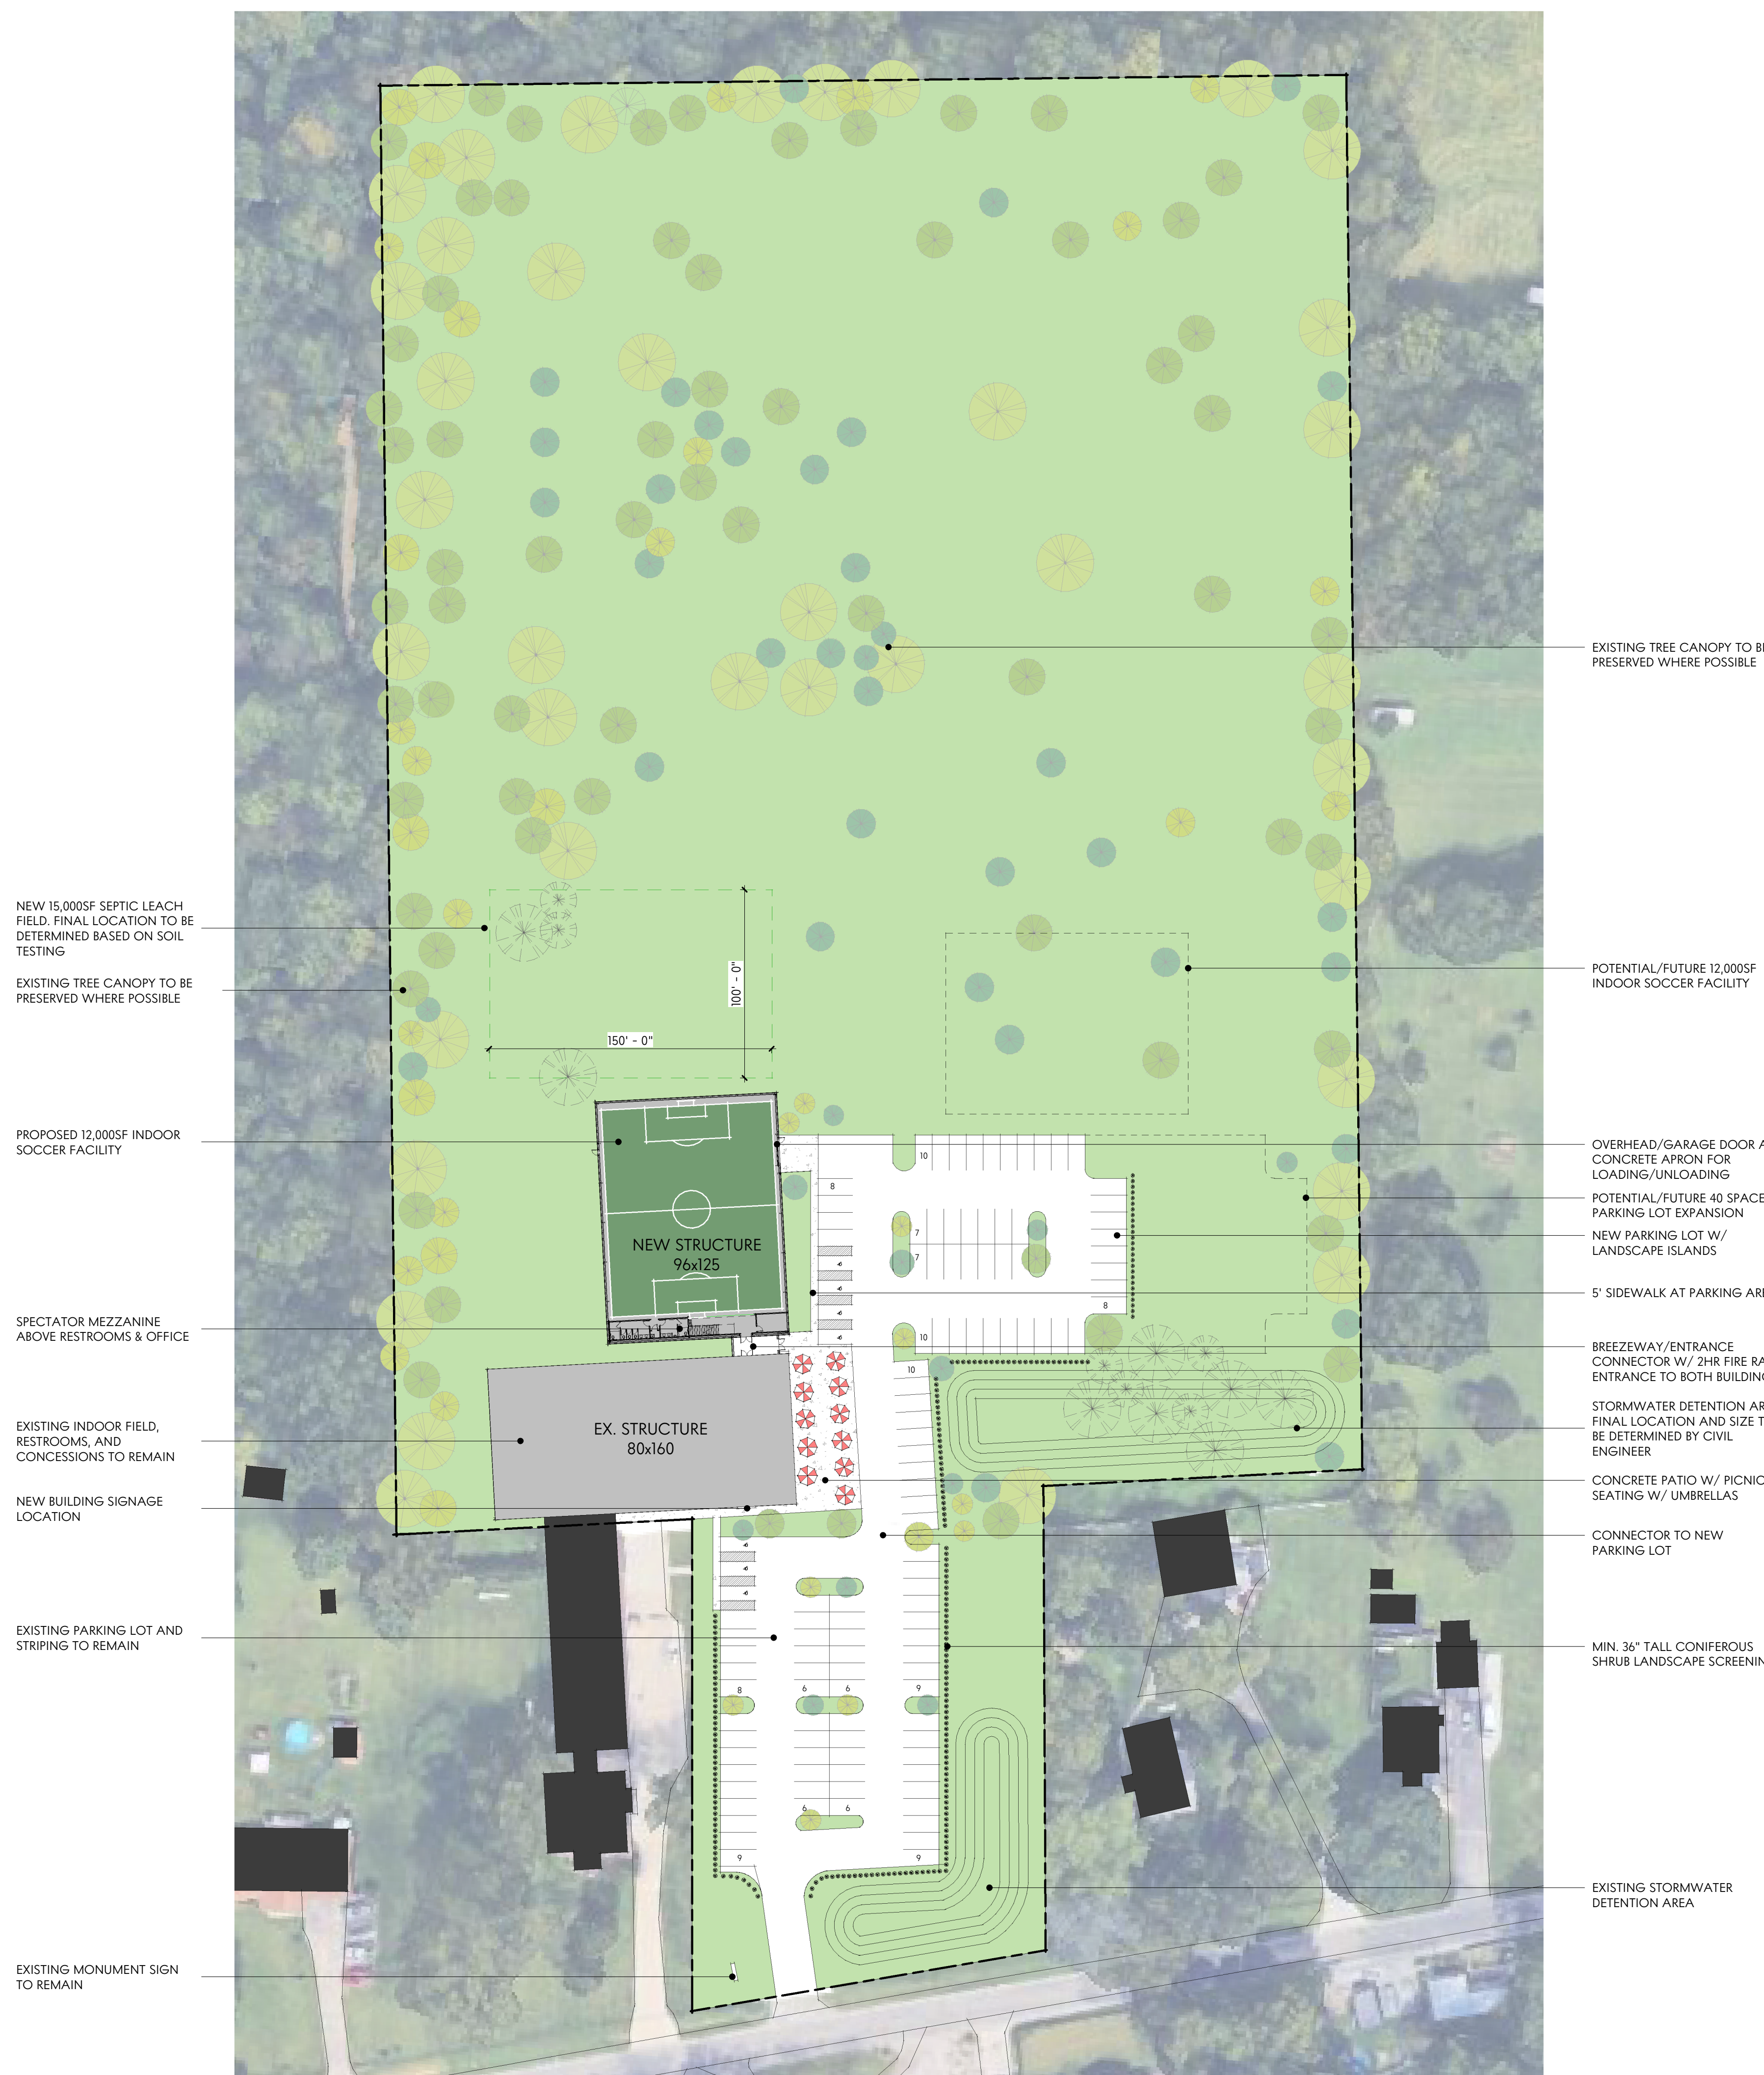 NEW 15,000SF SEPTIC LEACH
FIELD. FINAL LOCATION TO BE
DETERMINED BASED ON SOIL
TESTING
EXISTING TREE CANOPY TO BE
PRESERVED WHERE POSSIBLE
PROPOSED 12,000SF INDOOR
SOCCER FACILITY
SPECTATOR MEZZANINE
ABOVE RESTROOMS & OFFICE
EXISTING INDOOR FIELD,
RESTROOMS, AND
CONCESSIONS TO REMAIN
NEW BUILDING SIGNAGE
LOCATION
EXISTING PARKING LOT AND
STRIPING TO REMAIN
EXISTING MONUMENT SIGN
TO REMAIN
100' - 0"
150' - 0"
NEW STRUCTURE
96x125
EX. STRUCTURE
80x160
10
8
7
7
8
10
10
8
6
6
9
6
6
9
9
EXISTING TREE CANOPY TO B
PRESERVED WHERE POSSIBLE
POTENTIAL/FUTURE 12,000SF
INDOOR SOCCER FACILITY
OVERHEAD/GARAGE DOOR A
CONCRETE APRON FOR
LOADING/UNLOADING
POTENTIAL/FUTURE 40 SPACE
PARKING LOT EXPANSION
NEW PARKING LOT W/
LANDSCAPE ISLANDS
5' SIDEWALK AT PARKING AR
BREEZEWAY/ENTRANCE
CONNECTOR W/ 2HR FIRE RA
ENTRANCE TO BOTH BUILDING
STORMWATER DETENTION AR
FINAL LOCATION AND SIZE T
BE DETERMINED BY CIVIL
ENGINEER
CONCRETE PATIO W/ PICNIC
SEATING W/ UMBRELLAS
CONNECTOR TO NEW
PARKING LOT
MIN. 36" TALL CONIFEROUS
SHRUB LANDSCAPE SCREENIN
EXISTING STORMWATER
DETENTION AREA